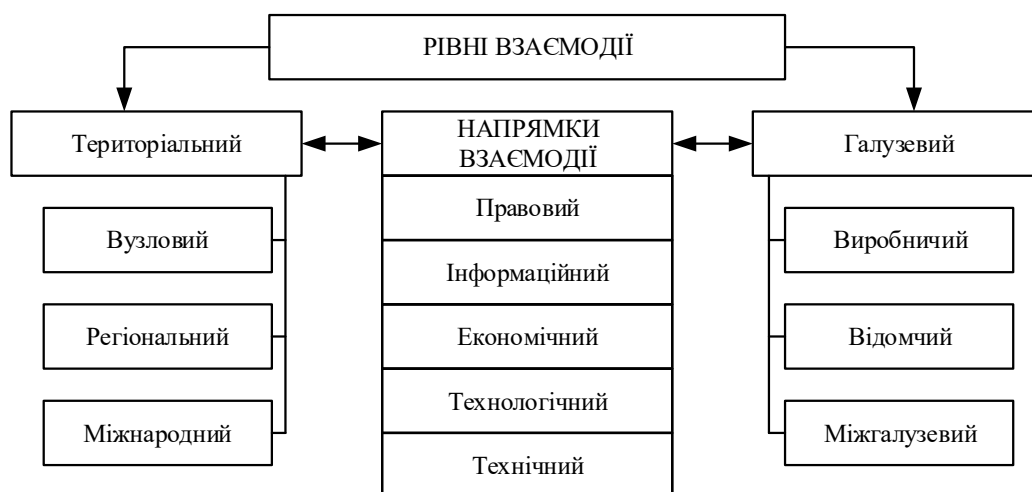 РІВНІ ВЗАЄМОДІЇ
Територіальний
НАПРЯМКИ
ВЗАЄМОДІЇ
Галузевий
Вузловий
Регіональний
Міжнародний
Правовий
Інформаційний
Економічний
Технологічний
Технічний
Виробничий
Відомчий
Міжгалузевий